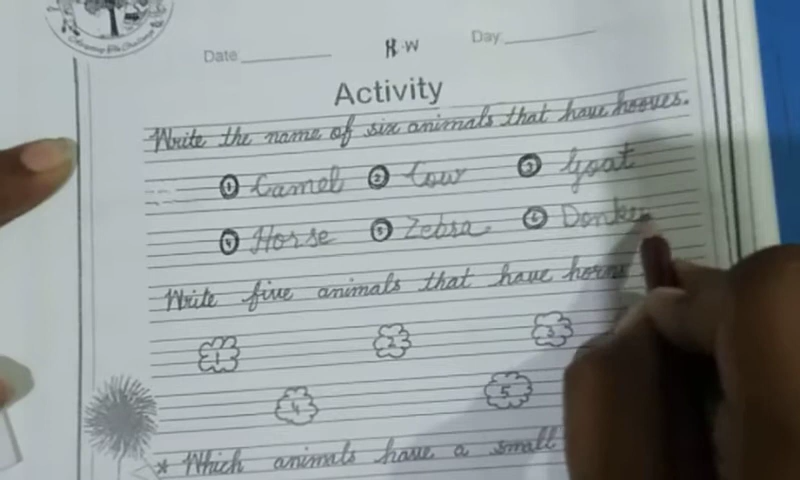 Date H.W Day
Activity
Write the name of six animals that have hooves.
1 Camel 2 Cow 3 Goat
4 Horse 5 Zebra 6 Donkey
Write five animals that have horns
1 2 3
4 5
* Which animals have a small